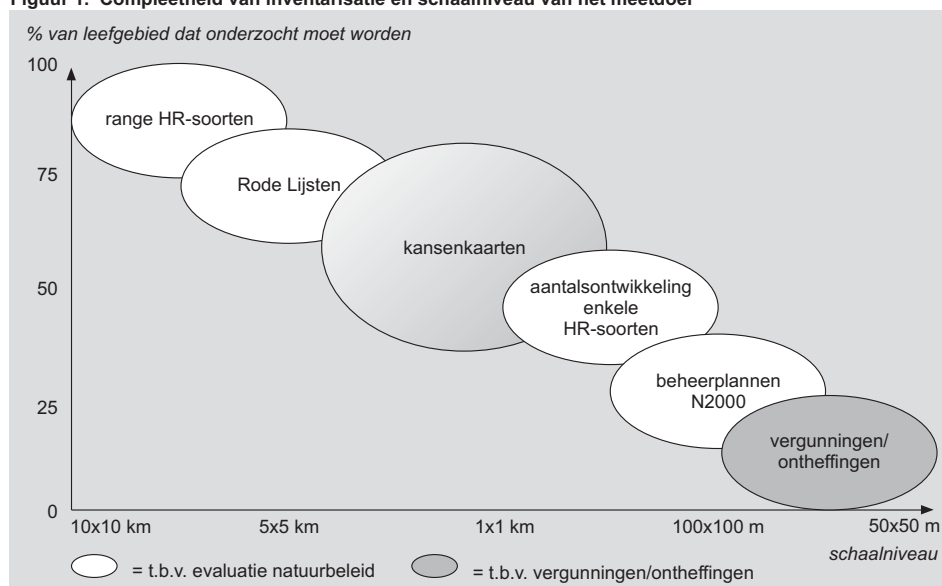 Figuur 1. Compleetheid van inventarisatie en schaalniveau van het meetdoel
% van leefgebied dat onderzocht moet worden
100
range HR-soorten
75
Rode Lijsten
kansenkaarten
50
aantalsontwikkeling
enkele
HR-soorten
25
beheerplannen
N2000
vergunningen/
ontheffingen
0
10x10 km 5x5 km 1x1 km 100x100 m 50x50 m
schaalniveau
= t.b.v. evaluatie natuurbeleid = t.b.v. vergunningen/ontheffingen